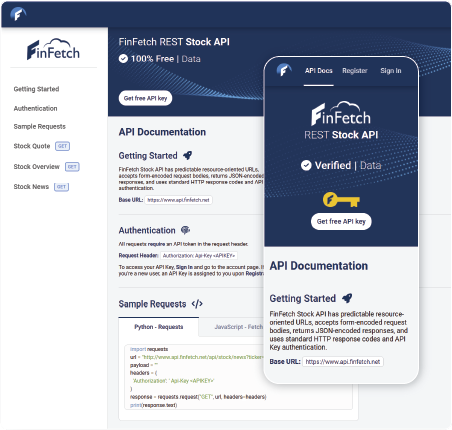 FinFetch
Getting Started
Authentication
Sample Requests
Stock Quote GET
Stock Overview GET
Stock News GET
FinFetch REST Stock API
100% Free | Data
Get free API key
API Documentation
Getting Started
FinFetch Stock API has predictable resource-oriented URLs,
accepts form-encoded request bodies, returns JSON-encoded
responses, and uses standard HTTP response codes and API
authentication.
Base URL: https://www.api.finfetch.net
Authentication
All requests require an API token in the request header.
Request Header: Authorization: Api-Key <APIKEY>
To access your API Key, Sign In and go to the account page. I
you're a new user, an API Key is assigned to you upon Registra
Sample Requests </>
Python - Requests
JavaScript - Fetch
import requests
url = "http://www.api.finfetch.net/api/stock/news?ticker=
payload = ""
headers = {
'Authorization': 'Api-Key <APIKEY>'
}
response = requests.request("GET", url, headers=headers)
print(response.text)
API Docs
Register
Sign In
FinFetch
REST Stock API
Verified | Data
Get free API key
API Documentation
Getting Started
FinFetch Stock API has predictable resource-
oriented URLs, accepts form-encoded request
bodies, returns JSON-encoded responses, and
uses standard HTTP response codes and API
Key authentication.
Base URL: https://www.api.finfetch.net